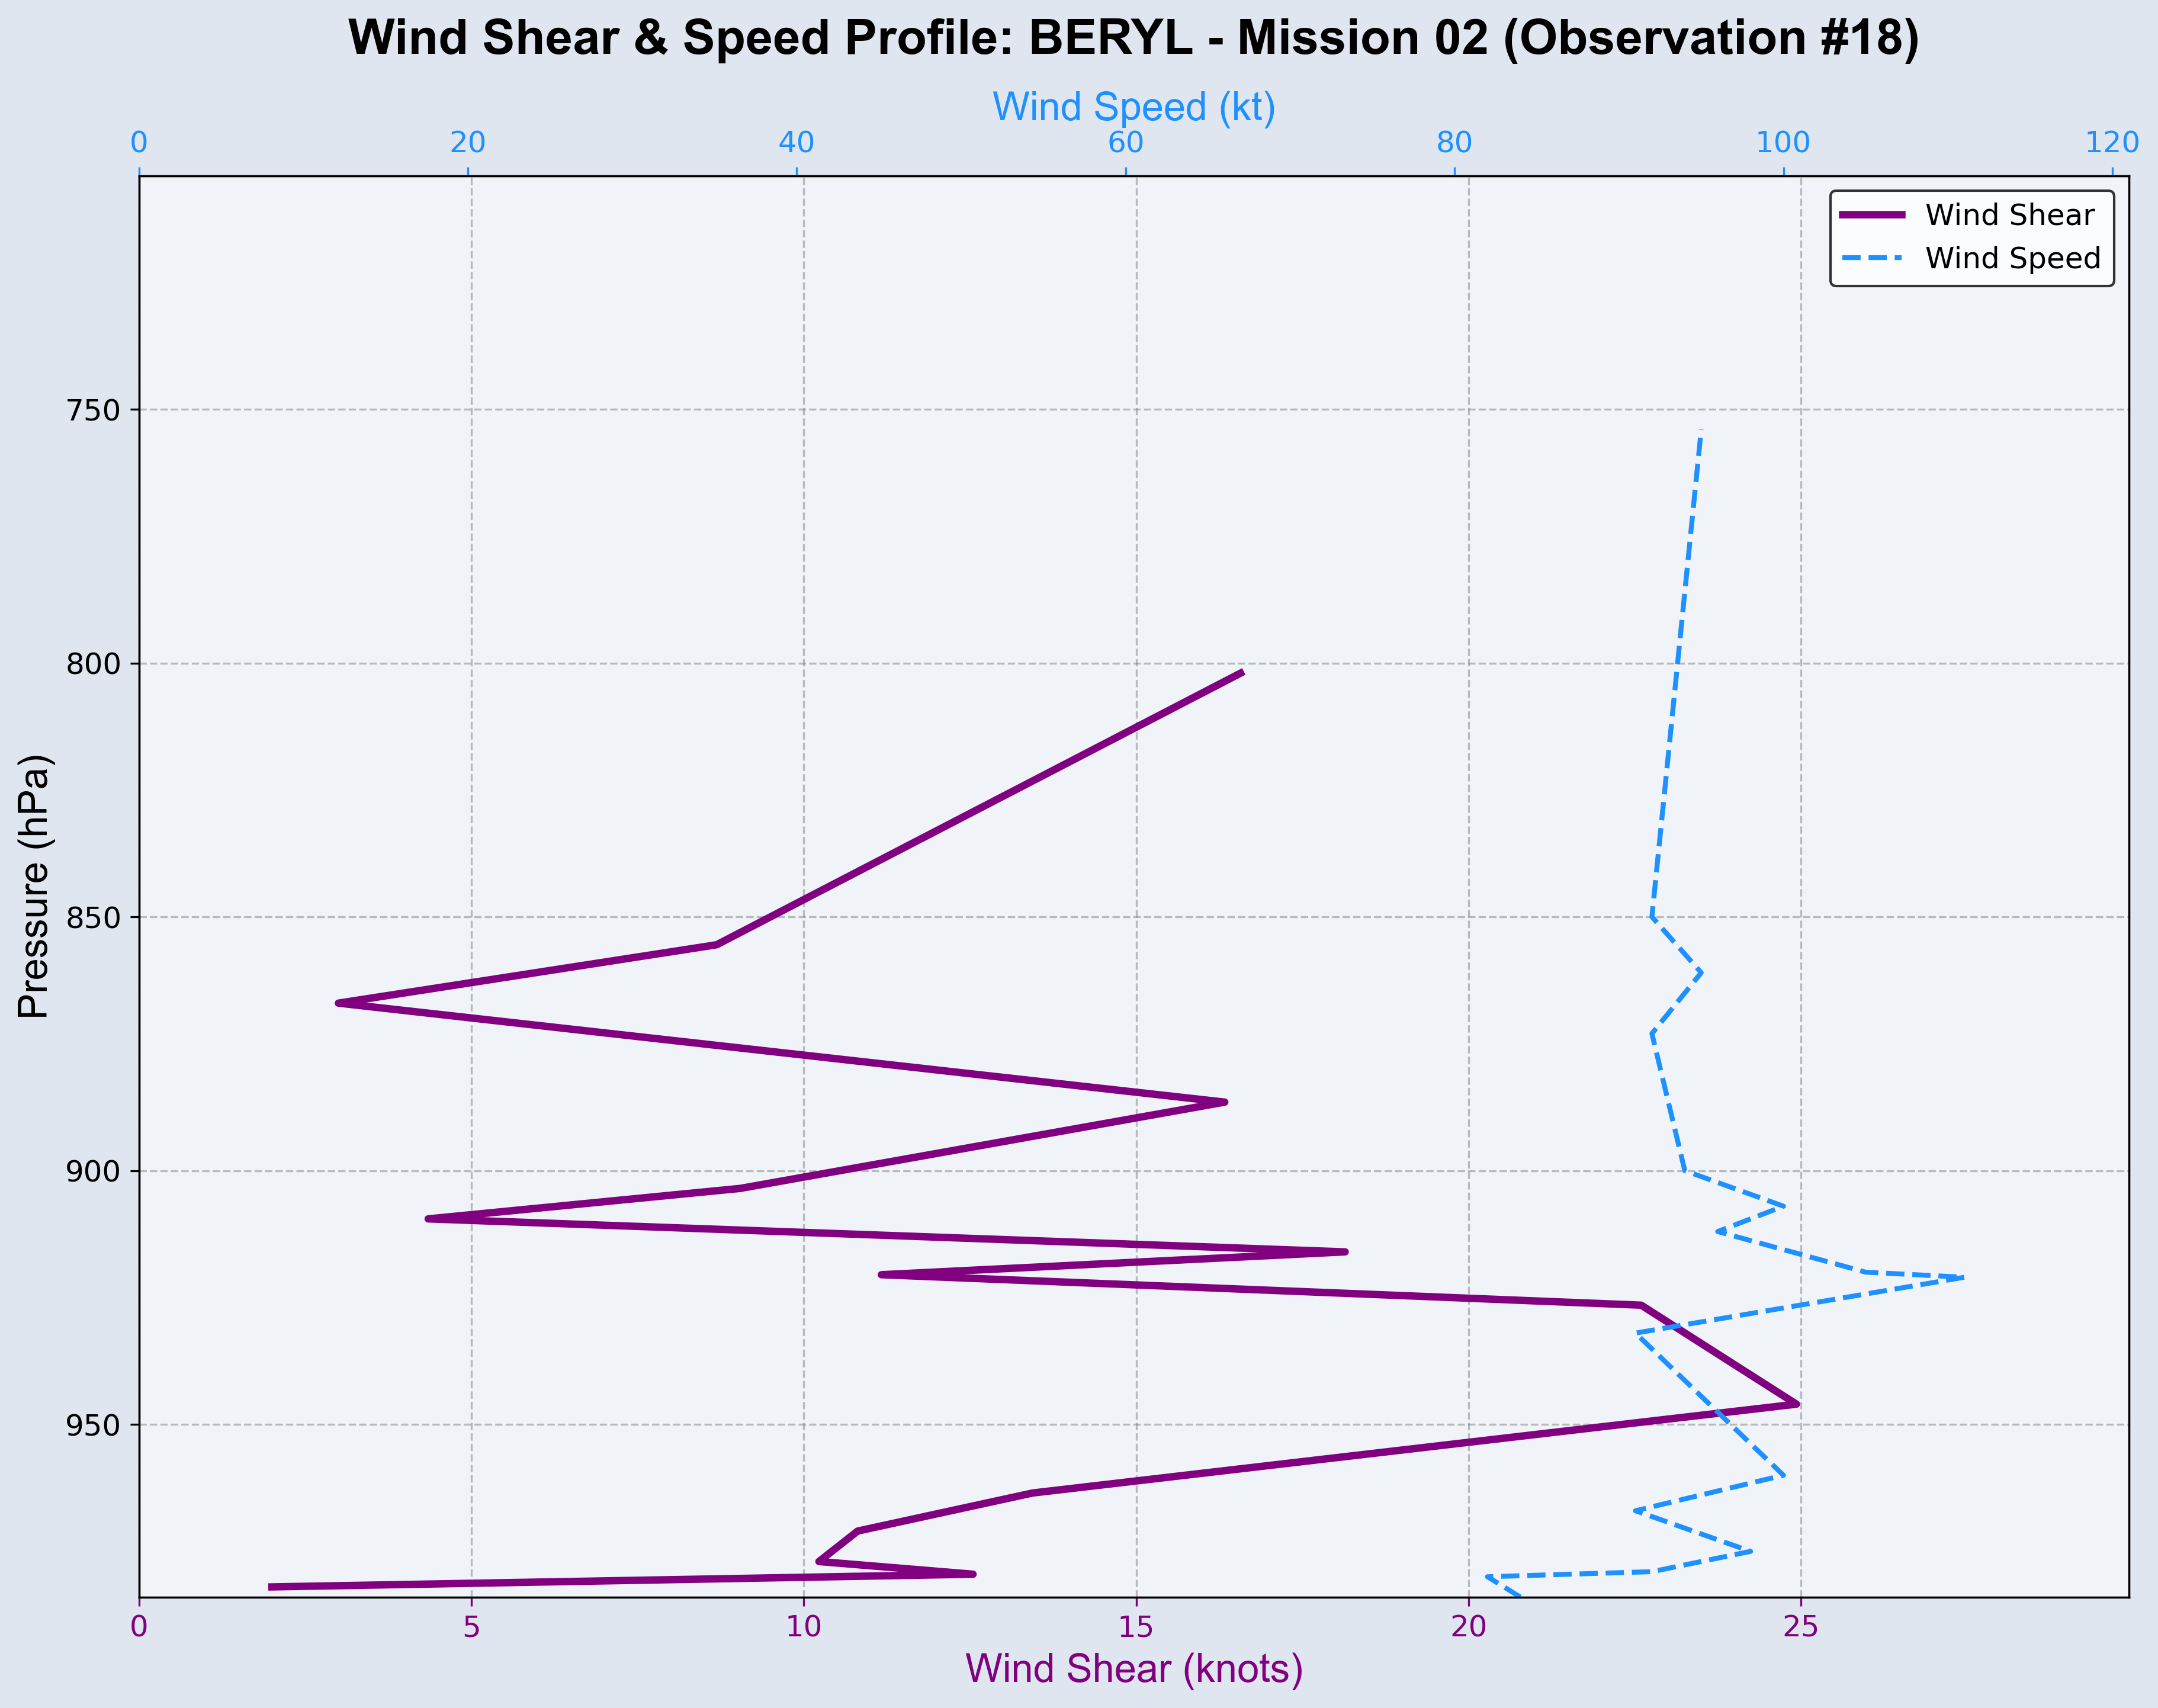 Wind Shear & Speed Profile: BERYL - Mission 02 (Observation #18)
Wind Speed (kt)
0 20 40 60 80 100 120
Wind Shear
Wind Speed
750
800
850
900
950
Pressure (hPa)
0 5 10 15 20 25
Wind Shear (knots)